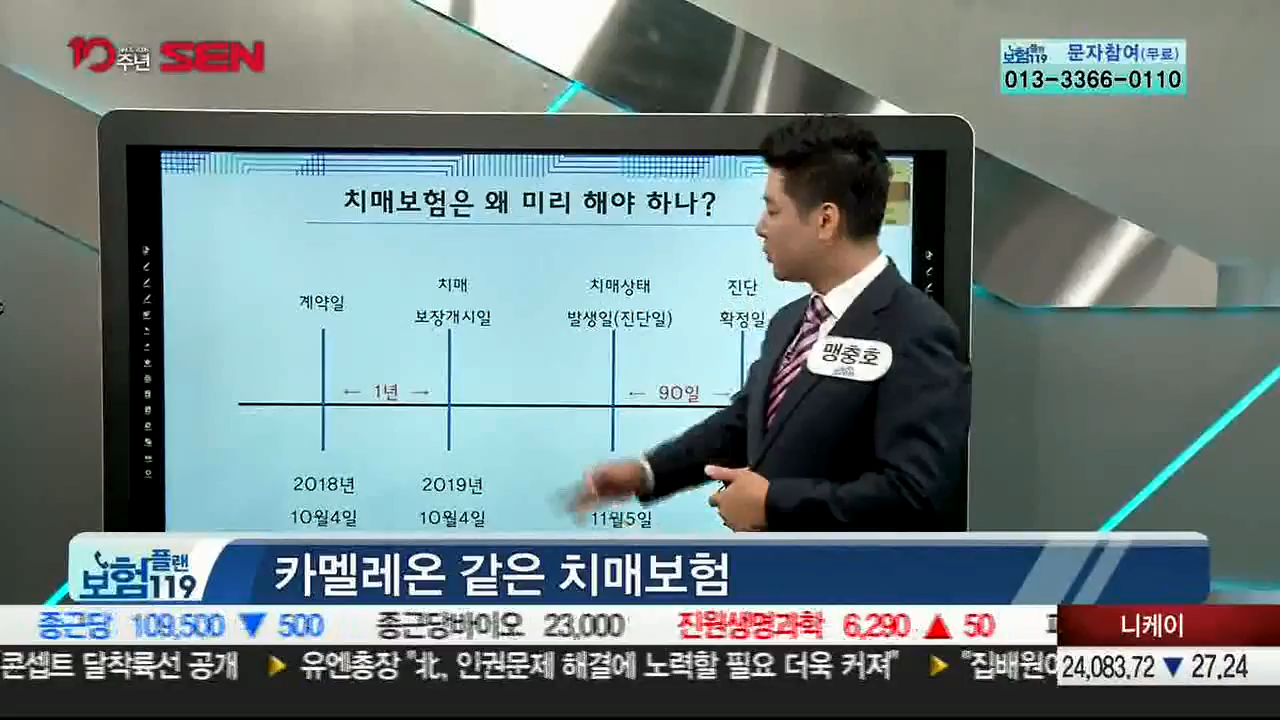 10주년 SEN
보험플랜119 문자참여(무료)
013-3366-0110
치매보험은 왜 미리 해야 하나?
계약일
치매
보장개시일
치매상태
발생일(진단일)
진단
확정일
← 1년 →
← 90일 →
맹충호
2018년
10월4일
2019년
10월4일
11월5일
보험플랜119 카멜레온 같은 치매보험
종근당 109,500 ▼ 500 종근당바이오 23,000 진원생명과학 6,290 ▲ 50
니케이
콘셉트 달착륙선 공개 ▶ 유엔총장 "北, 인권문제 해결에 노력할 필요 더욱 커져" ▶ "집배원
24,083.72 ▼ 27.24